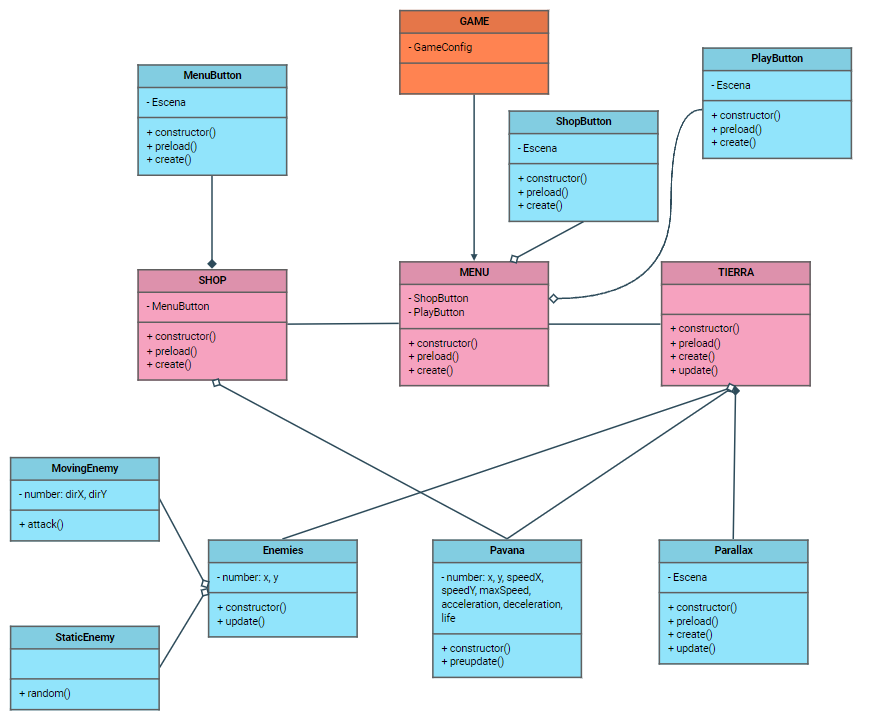 GAME
- GameConfig
PlayButton
- Escena
+ constructor()
+ preload()
+ create()
MenuButton
- Escena
+ constructor()
+ preload()
+ create()
ShopButton
- Escena
+ constructor()
+ preload()
+ create()
SHOP
- MenuButton
+ constructor()
+ preload()
+ create()
MENU
- ShopButton
- PlayButton
+ constructor()
+ preload()
+ create()
TIERRA
+ constructor()
+ preload()
+ create()
+ update()
MovingEnemy
- number: dirX, dirY
+ attack()
Enemies
- number: x, y
+ constructor()
+ update()
Pavana
- number: x, y, speedX,
speedY, maxSpeed,
acceleration, deceleration,
life
+ constructor()
+ preupdate()
Parallax
- Escena
+ constructor()
+ preload()
+ create()
+ update()
StaticEnemy
+ random()